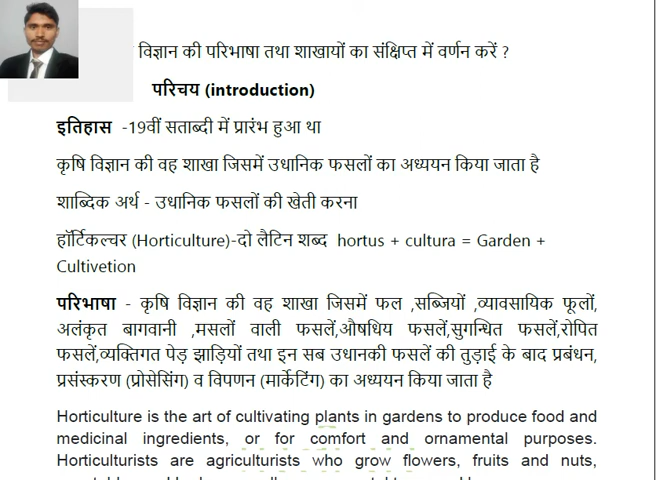 विज्ञान की परिभाषा तथा शाखायों का संक्षिप्त में वर्णन करें ?
परिचय (introduction)
इतिहास -19वीं सताब्दी में प्रारंभ हुआ था
कृषि विज्ञान की वह शाखा जिसमें उधानिक फसलों का अध्ययन किया जाता है
शाब्दिक अर्थ - उधानिक फसलों की खेती करना
हॉर्टिकल्चर (Horticulture)-दो लैटिन शब्द hortus + cultura = Garden +
Cultivetion
परिभाषा - कृषि विज्ञान की वह शाखा जिसमें फल ,सब्जियों ,व्यावसायिक फूलों,
अलंकृत बागवानी ,मसलों वाली फसलें,औषधिय फसलें,सुगन्धित फसलें,रोपित
फसलें,व्यक्तिगत पेड़ झाड़ियों तथा इन सब उधानकी फसलें की तुड़ाई के बाद प्रबंधन,
प्रसंस्करण (प्रोसेसिंग) व विपणन (मार्केटिंग) का अध्ययन किया जाता है
Horticulture is the art of cultivating plants in gardens to produce food and
medicinal ingredients, or for comfort and ornamental purposes.
Horticulturists are agriculturists who grow flowers, fruits and nuts,